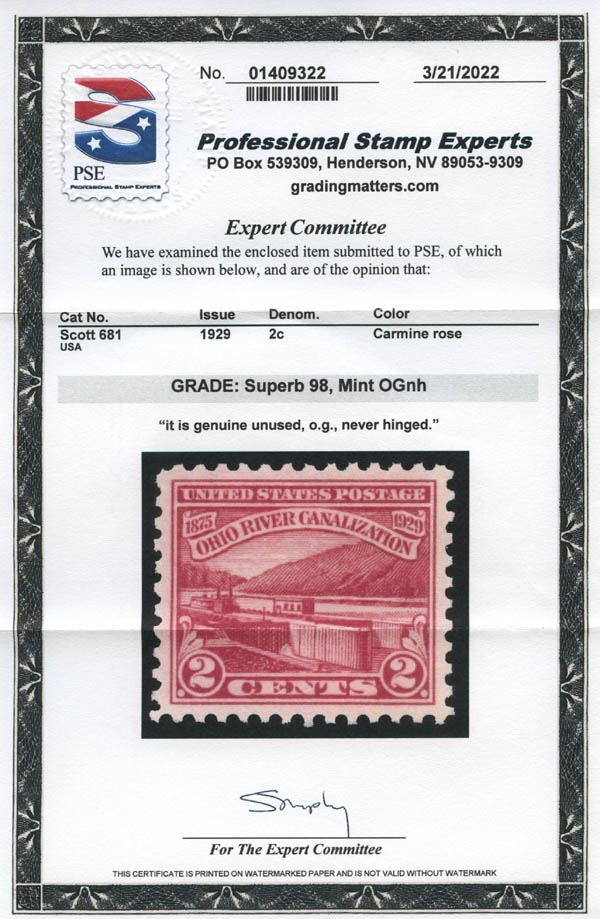 No. 01409322 3/21/2022
PSE
PROFESSIONAL STAMP EXPERTS
Professional Stamp Experts
PO Box 539309, Henderson, NV 89053-9309
gradingmatters.com
Expert Committee
We have examined the enclosed item submitted to PSE, of which
an image is shown below, and are of the opinion that:
Cat No. Issue Denom. Color
Scott 681 1929 2c Carmine rose
USA
GRADE: Superb 98, Mint OGnh
“it is genuine unused, o.g., never hinged.”
UNITED STATES POSTAGE
1875 1929
OHIO RIVER CANALIZATION
2 CENTS 2
For The Expert Committee
THIS CERTIFICATE IS PRINTED ON WATERMARKED PAPER AND IS NOT VALID WITHOUT WATERMARK